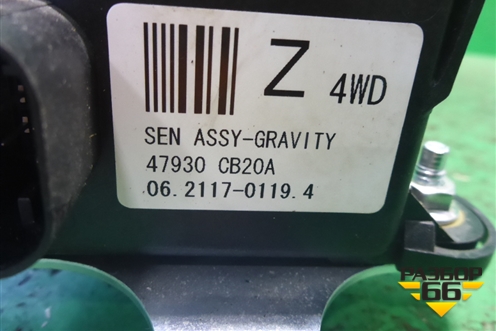 Z 4WD
SEN ASSY-GRAVITY
47930 CB20A
06.2117-0119.4
РАЗБОР
66